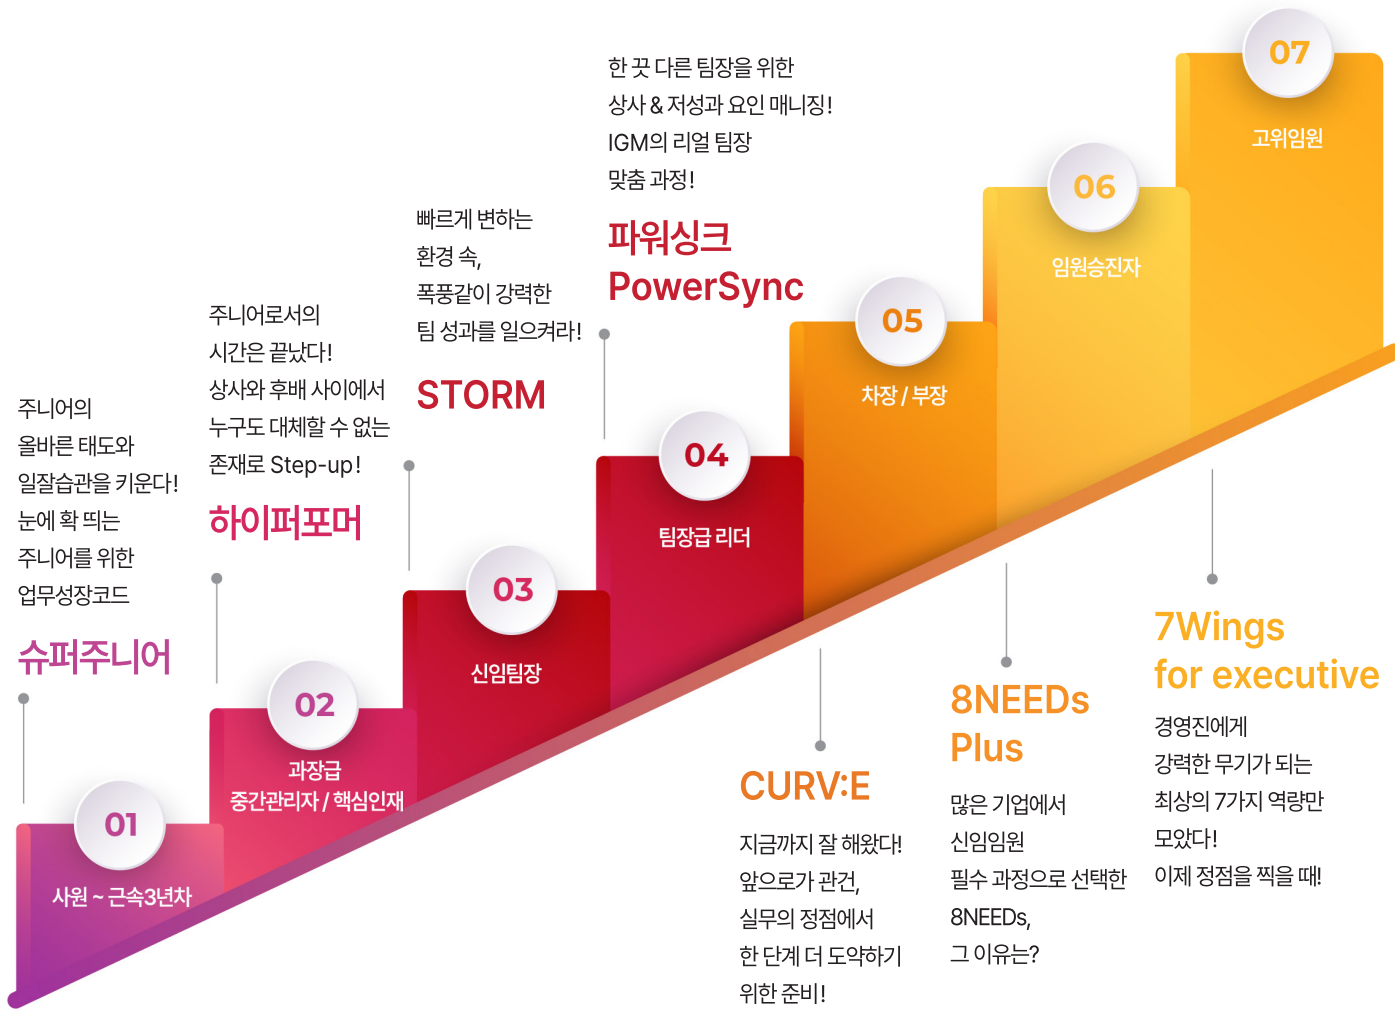 주니어의
올바른 태도와
일잘습관을 키운다!
눈에 확 띄는
주니어를 위한
업무성장코드
슈퍼주니어
01
사원 ~ 근속3년차
주니어로서의
시간은 끝났다!
상사와 후배 사이에서
누구도 대체할 수 없는
존재로 Step-up!
하이퍼포머
02
과장급
중간관리자 / 핵심인재
빠르게 변하는
환경 속,
폭풍같이 강력한
팀 성과를 일으켜라!
STORM
03
신임팀장
한 끗 다른 팀장을 위한
상사 & 저성과 요인 매니징!
IGM의 리얼 팀장
맞춤 과정!
파워싱크
PowerSync
04
팀장급 리더
05
차장 / 부장
CURV:E
지금까지 잘 해왔다!
앞으로가 관건,
실무의 정점에서
한 단계 더 도약하기
위한 준비!
06
임원승진자
8NEEDs
Plus
많은 기업에서
신임임원
필수 과정으로 선택한
8NEEDs,
그 이유는?
07
고위임원
7Wings
for executive
경영진에게
강력한 무기가 되는
최상의 7가지 역량만
모았다!
이제 정점을 찍을 때!